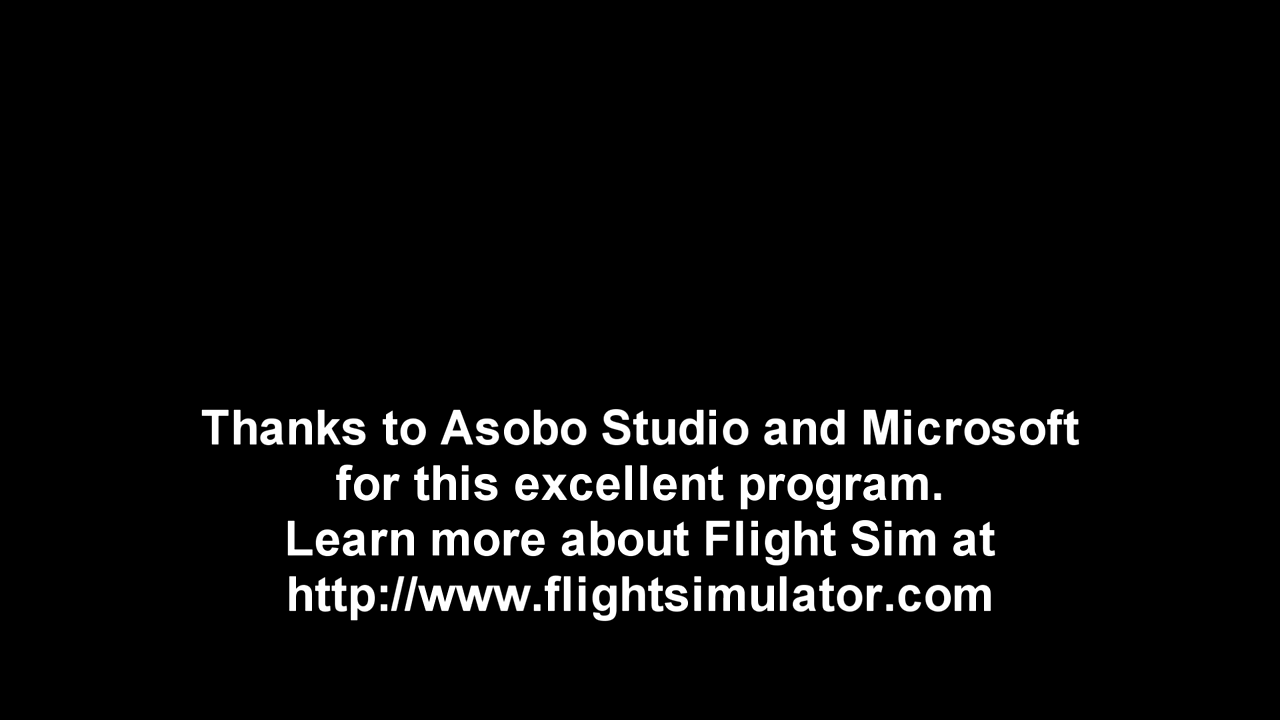 Thanks to Asobo Studio and Microsoft
for this excellent program.
Learn more about Flight Sim at
http://www.flightsimulator.com